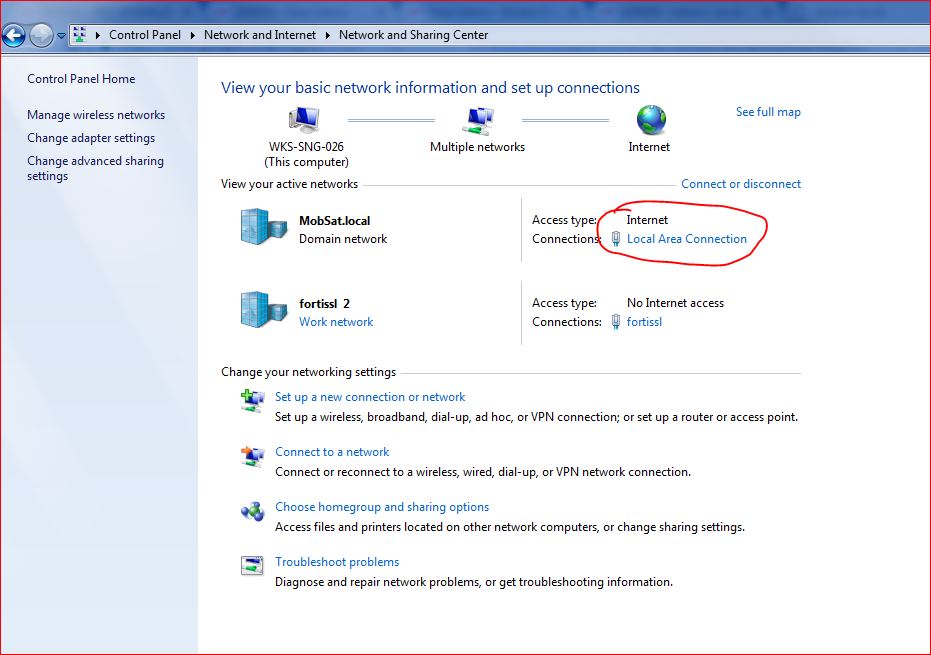 Control Panel Network and Internet Network and Sharing Center
Control Panel Home
Manage wireless networks
Change adapter settings
Change advanced sharing
settings
View your basic network information and set up connections
See full map
WKS-SNG-026
(This computer)
Multiple networks
Internet
View your active networks
Connect or disconnect
MobSat.local
Domain network
Access type: Internet
Connections: Local Area Connection
fortissl 2
Work network
Access type: No Internet access
Connections: fortissl
Change your networking settings
Set up a new connection or network
Set up a wireless, broadband, dial-up, ad hoc, or VPN connection; or set up a router or access point.
Connect to a network
Connect or reconnect to a wireless, wired, dial-up, or VPN network connection.
Choose homegroup and sharing options
Access files and printers located on other network computers, or change sharing settings.
Troubleshoot problems
Diagnose and repair network problems, or get troubleshooting information.